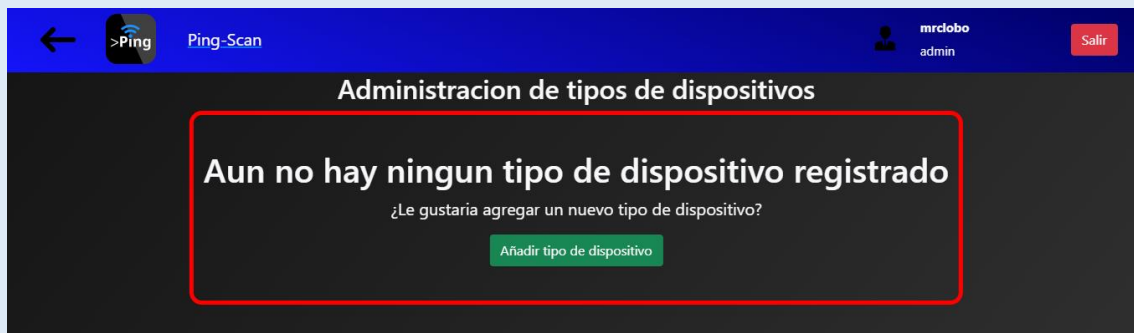 >Ping
Ping-Scan
mrclobo
admin
Salir
Administracion de tipos de dispositivos
Aun no hay ningun tipo de dispositivo registrado
¿Le gustaria agregar un nuevo tipo de dispositivo?
Añadir tipo de dispositivo